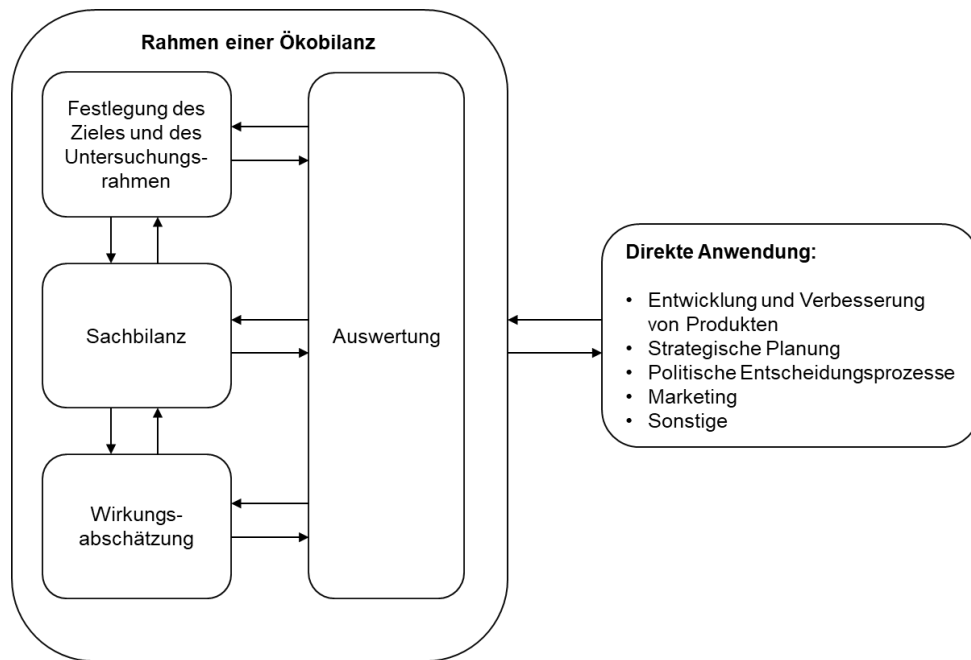 Rahmen einer Ökobilanz
Festlegung des
Zieles und des
Untersuchungs-
rahmen
Sachbilanz
Wirkungs-
abschätzung
Auswertung
Direkte Anwendung:
• Entwicklung und Verbesserung
von Produkten
• Strategische Planung
• Politische Entscheidungsprozesse
• Marketing
• Sonstige